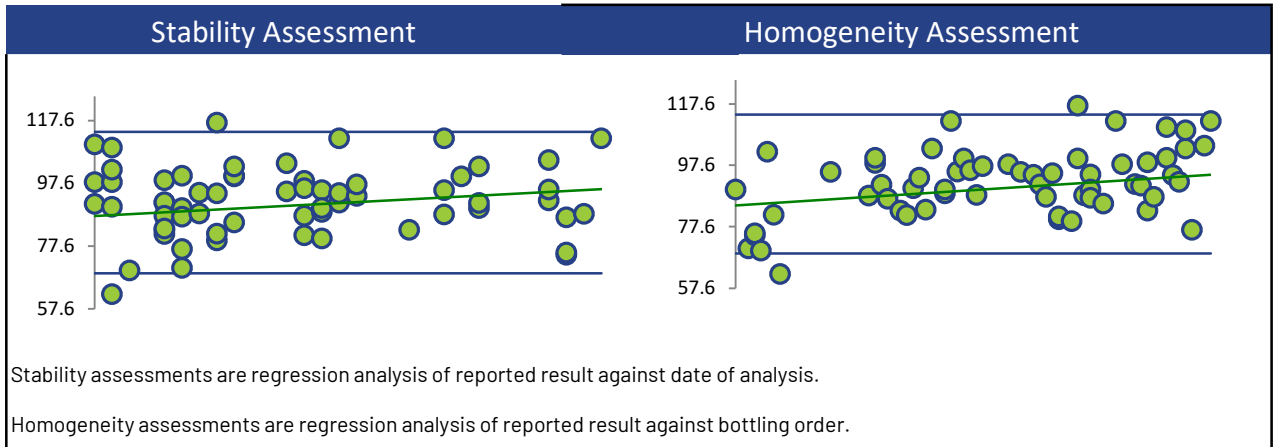 Stability Assessment
Homogeneity Assessment
117.6
97.6
77.6
57.6
117.6
97.6
77.6
57.6
Stability assessments are regression analysis of reported result against date of analysis.
Homogeneity assessments are regression analysis of reported result against bottling order.